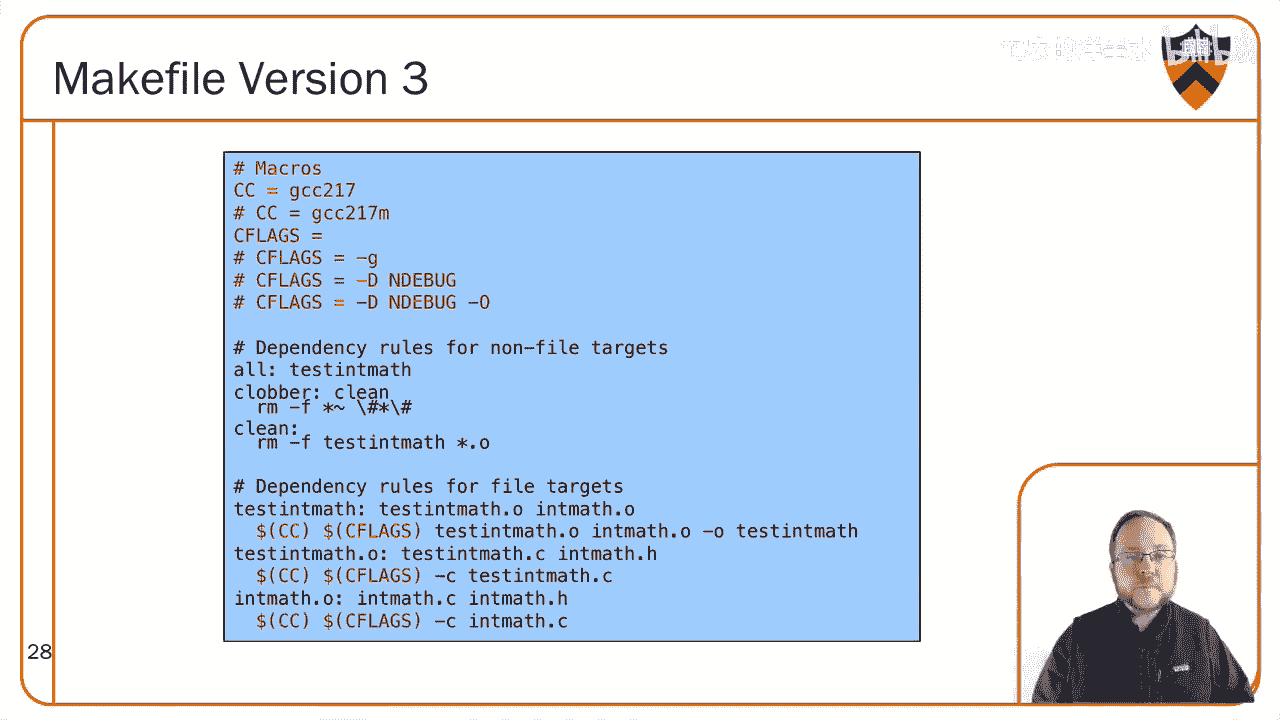 Makefile Version 3
# Macros
CC = gcc217
# CC = gcc217m
CFLAGS =
# CFLAGS = -g
# CFLAGS = -D NDEBUG
# CFLAGS = -D NDEBUG -O
# Dependency rules for non-file targets
all: testintmath
clobber: clean
rm -f *~ \#*\#
clean:
rm -f testintmath *.o
# Dependency rules for file targets
testintmath: testintmath.o intmath.o
$(CC) $(CFLAGS) testintmath.o intmath.o -o testintmath
testintmath.o: testintmath.c intmath.h
$(CC) $(CFLAGS) -c testintmath.c
intmath.o: intmath.c intmath.h
$(CC) $(CFLAGS) -c intmath.c
28